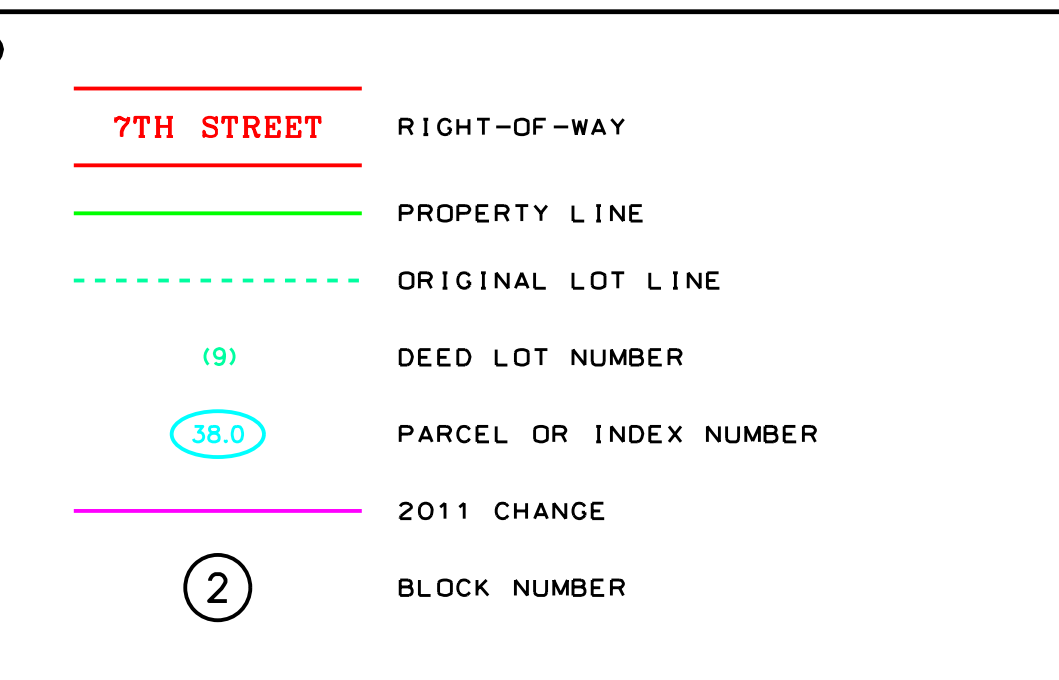 7TH STREET RIGHT-OF-WAY
PROPERTY LINE
ORIGINAL LOT LINE
(9) DEED LOT NUMBER
38.0 PARCEL OR INDEX NUMBER
2011 CHANGE
2 BLOCK NUMBER